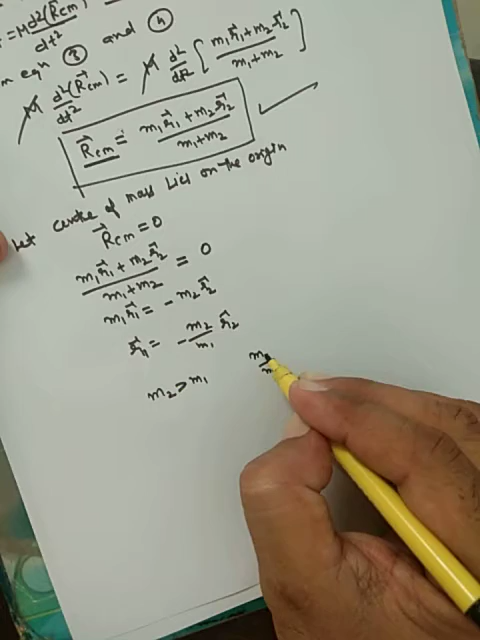 = M d²(R⃗cm)/dt²
eqn ③ and ④
M d²/dt² (R⃗cm) = M d²/dt² { m₁r⃗₁ + m₂r⃗₂ / m₁ + m₂ }
R⃗cm = m₁r⃗₁ + m₂r⃗₂ / m₁ + m₂
Let centre of mass lies on the origin
R⃗cm = 0
m₁r⃗₁ + m₂r⃗₂ / m₁ + m₂ = 0
m₁r⃗₁ = - m₂r⃗₂
r⃗₁ = - m₂/m₁ r⃗₂
m₂ > m₁